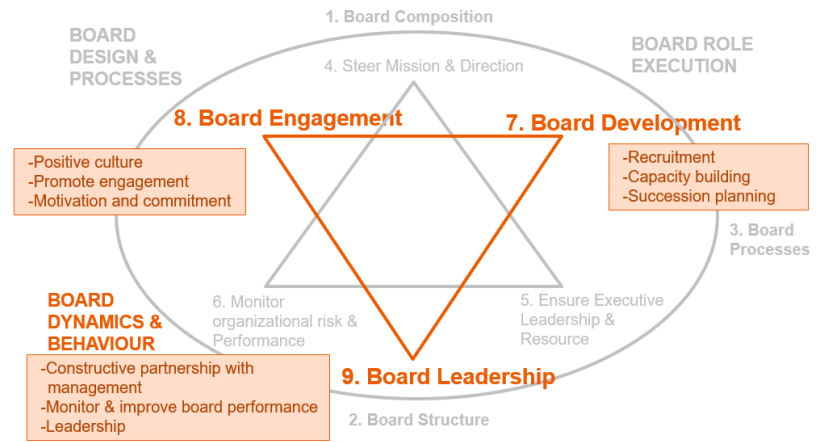 1. Board Composition
BOARD
DESIGN &
PROCESSES
BOARD ROLE
EXECUTION
4. Steer Mission & Direction
8. Board Engagement
7. Board Development
-Positive culture
-Promote engagement
-Motivation and commitment
-Recruitment
-Capacity building
-Succession planning
3. Board
Processes
6. Monitor
organizational risk &
Performance
5. Ensure Executive
Leadership &
Resource
BOARD
DYNAMICS &
BEHAVIOUR
-Constructive partnership with
management
-Monitor & improve board performance
-Leadership
9. Board Leadership
2. Board Structure